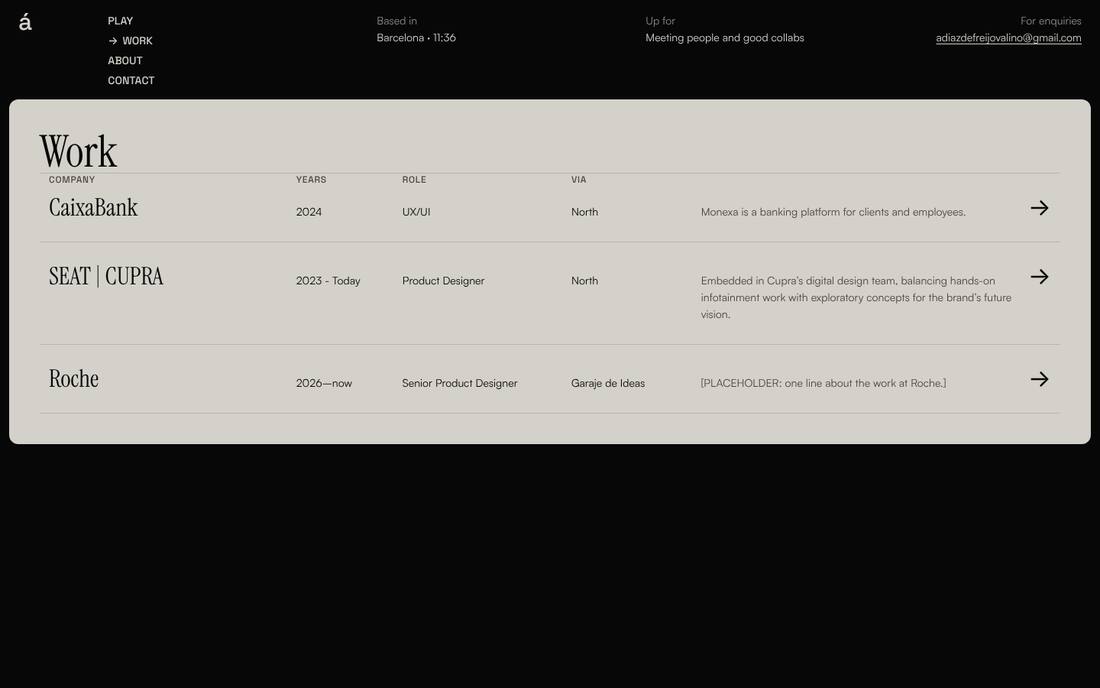 á
PLAY
→ WORK
ABOUT
CONTACT
Based in
Barcelona · 11:36
Up for
Meeting people and good collabs
For enquiries
adiazdefreijovalino@gmail.com
Work
COMPANY YEARS ROLE VIA
CaixaBank 2024 UX/UI North Monexa is a banking platform for clients and employees. →
SEAT | CUPRA 2023 - Today Product Designer North Embedded in Cupra's digital design team, balancing hands-on →
infotainment work with exploratory concepts for the brand's future
vision.
Roche 2026—now Senior Product Designer Garaje de Ideas [PLACEHOLDER: one line about the work at Roche.] →